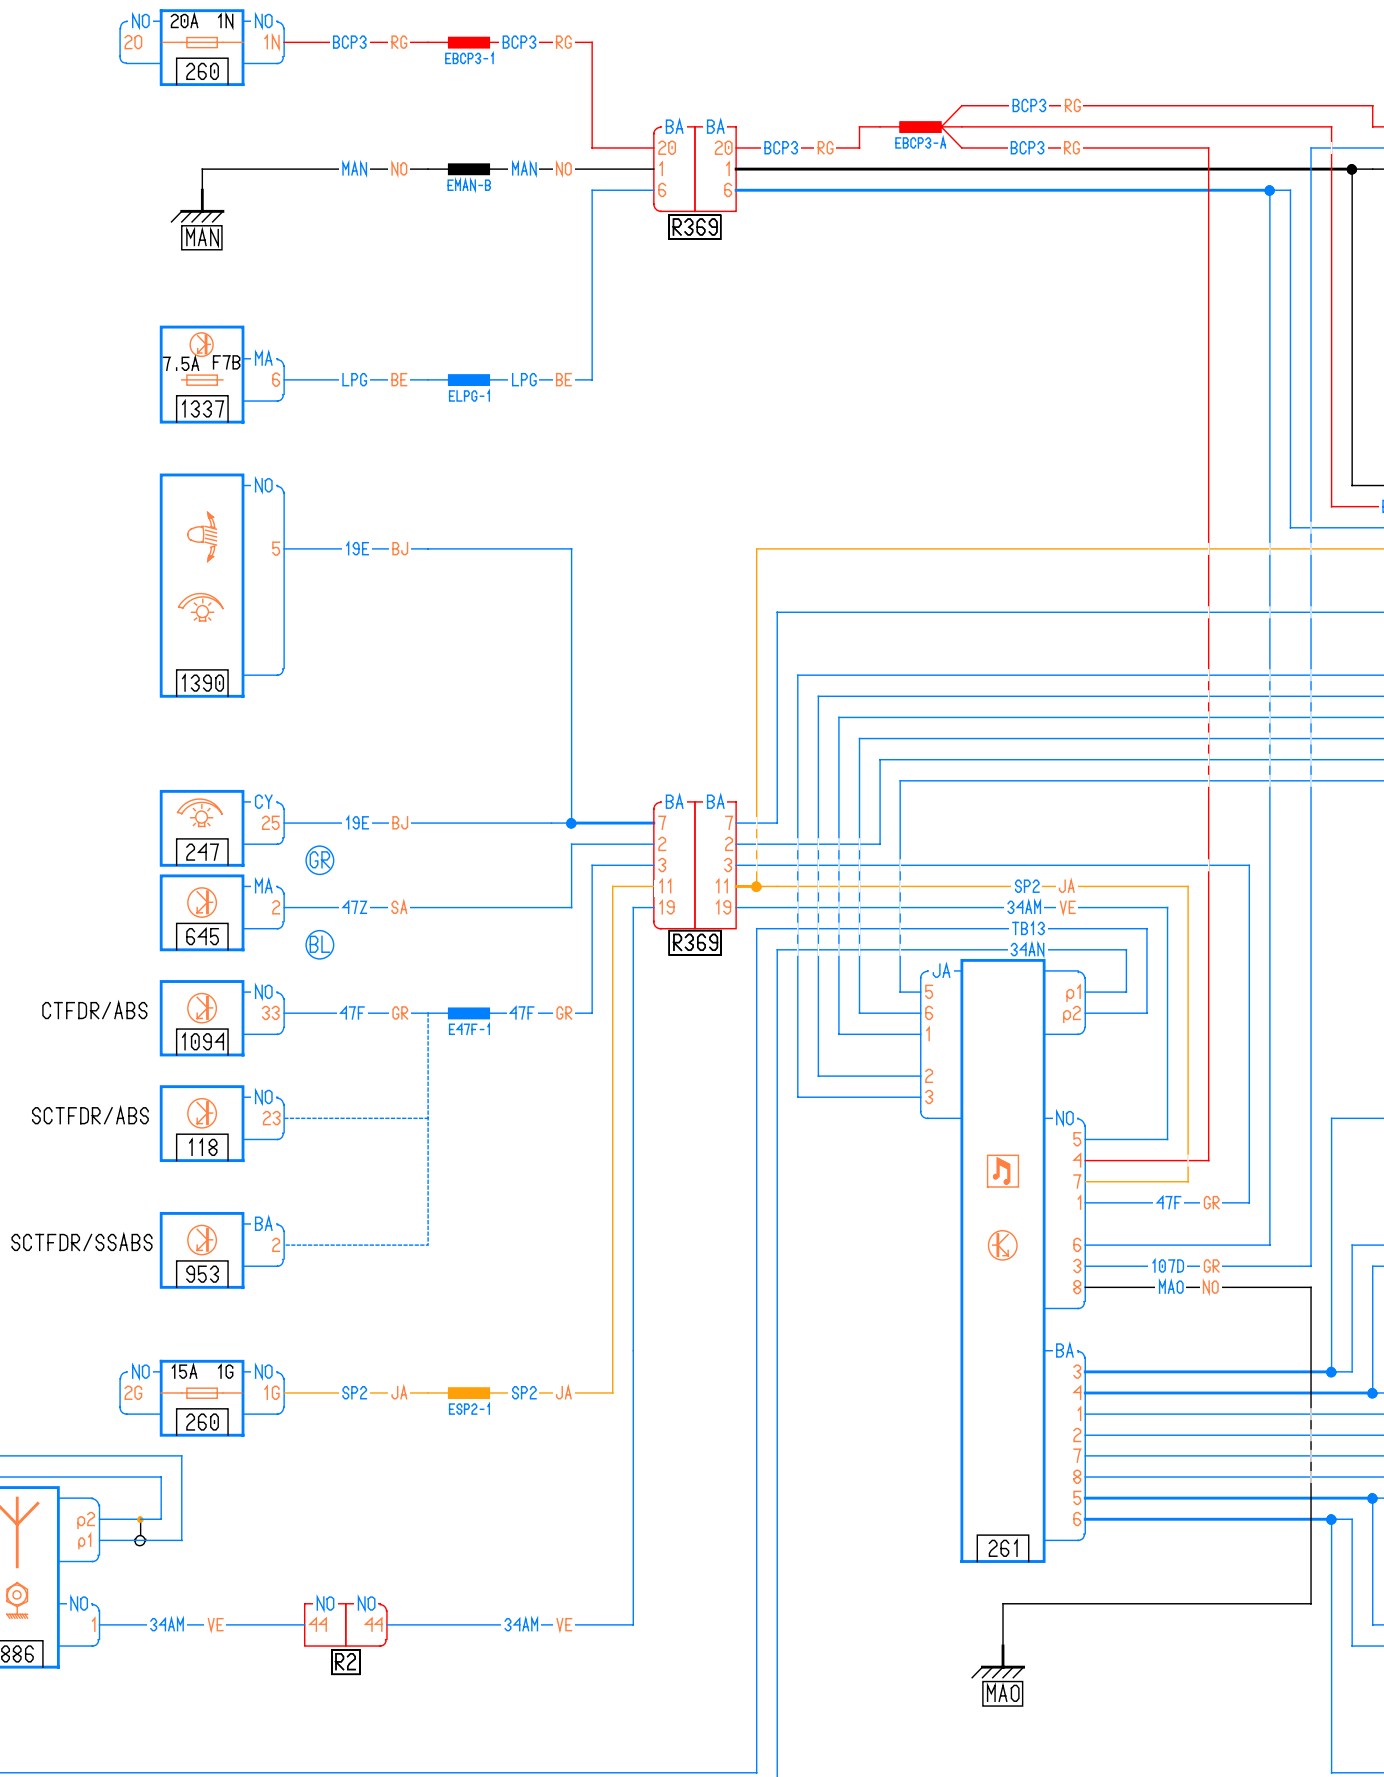 NO 20A 1N NO
20 1N BCP3 RG BCP3 RG
EBCP3-1
260
BCP3 RG
BA BA
20 20 BCP3 RG EBCP3-A BCP3 RG
MAN NO MAN NO 1 1
EMAN-B
6 6
R369
MAN
7.5A F7B MA
6 LPG BE LPG BE
ELPG-1
1337
NO
5 19E BJ
1390
CY BA BA
25 19E BJ 7 7
247 GR 2 2
3 3
MA 11 11 SP2 JA
2 47Z SA 19 19 34AM VE
645 BL R369
TB13
34AN
JA
NO 5 p1
CTFDR/ABS 33 47F GR 47F GR 6 p2
E47F-1
1094 1
2
3
NO
SCTFDR/ABS 23
118
NO
5
4
7
1 47F GR
6
3 107D GR
8 MAO NO
BA
SCTFDR/SSABS 2
953
BA
3
4
1
2
7
8
5
6
261
NO 15A 1G NO
2G 1G SP2 JA SP2 JA
ESP2-1
260
p2
p1
NO NO NO
1 34AM VE 44 44 34AM VE
886 R2
MAO